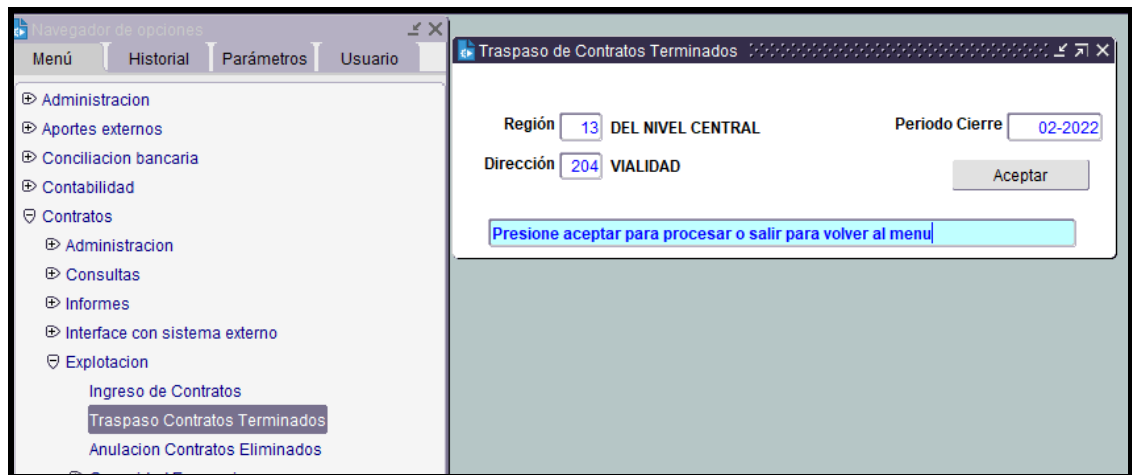 Navegador de opciones
Menú Historial Parámetros Usuario
Administracion
Aportes externos
Conciliacion bancaria
Contabilidad
Contratos
Administracion
Consultas
Informes
Interface con sistema externo
Explotacion
Ingreso de Contratos
Traspaso Contratos Terminados
Anulacion Contratos Eliminados
Traspaso de Contratos Terminados
Región 13 DEL NIVEL CENTRAL Periodo Cierre 02-2022
Dirección 204 VIALIDAD
Aceptar
Presione aceptar para procesar o salir para volver al menu